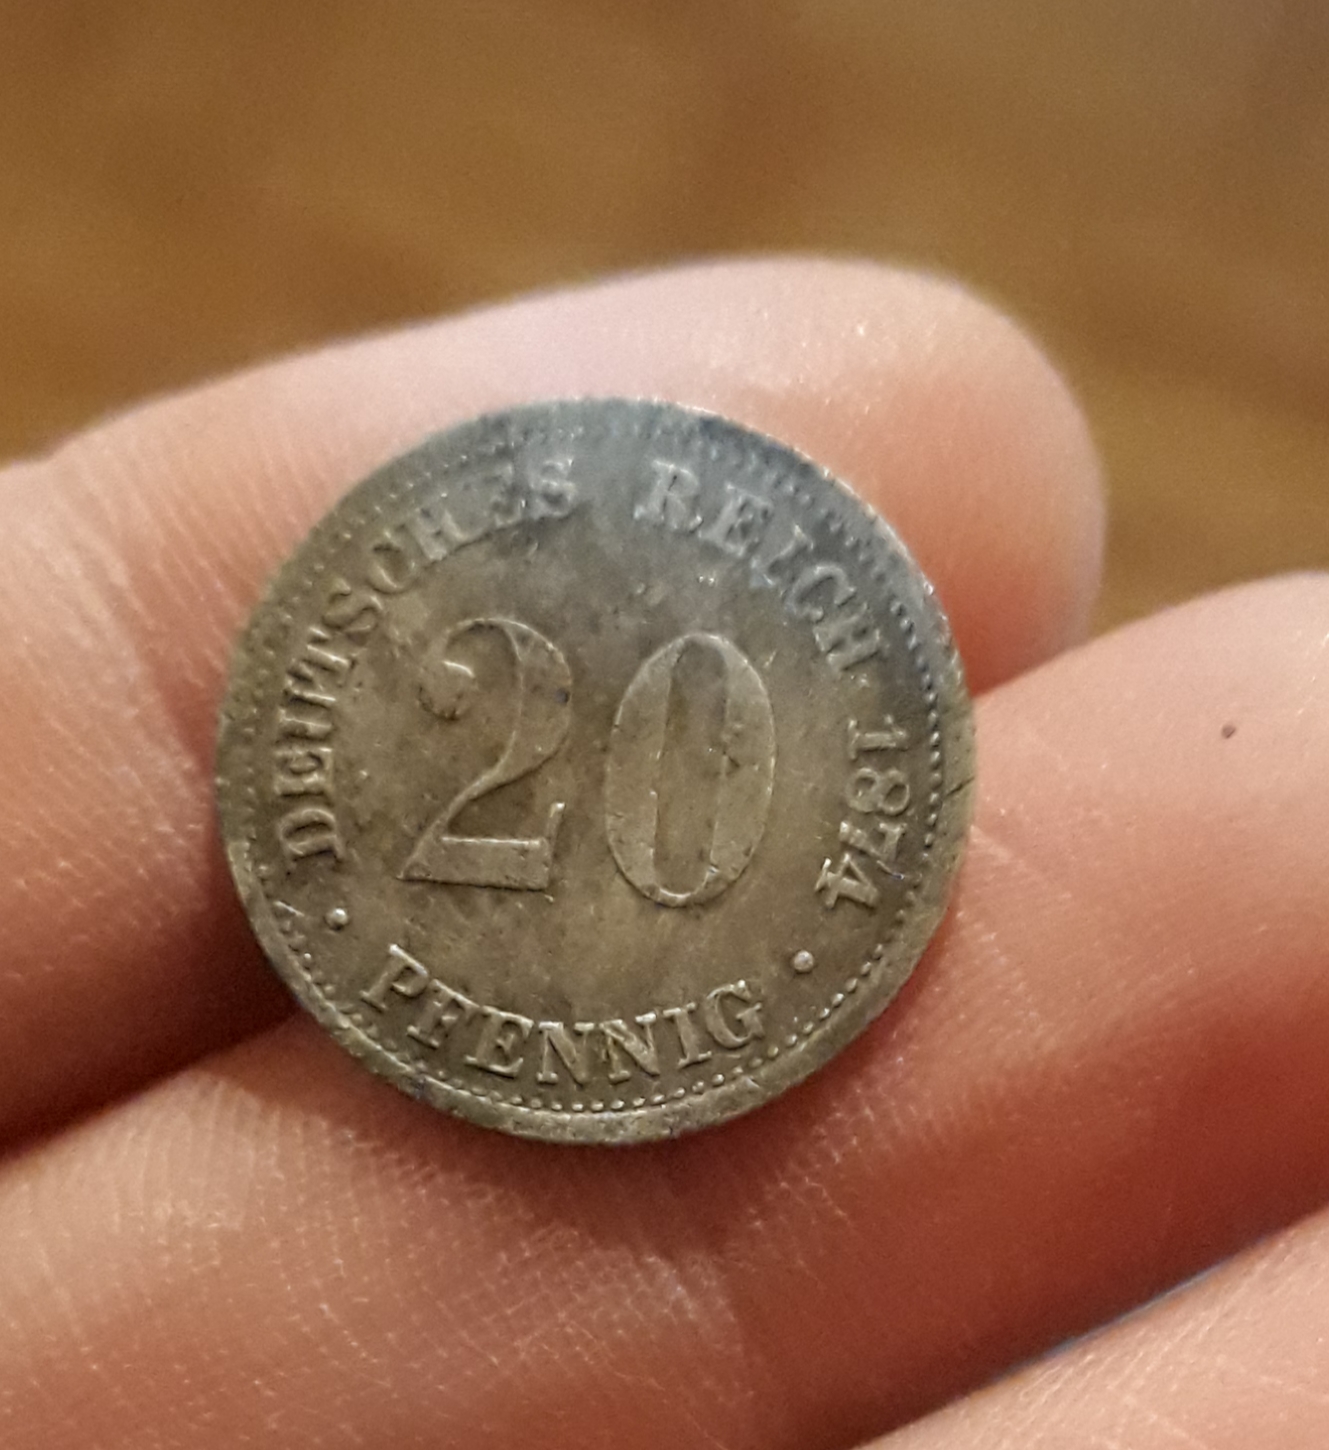 DEUTSCHES REICH 1874
20
· PFENNIG ·